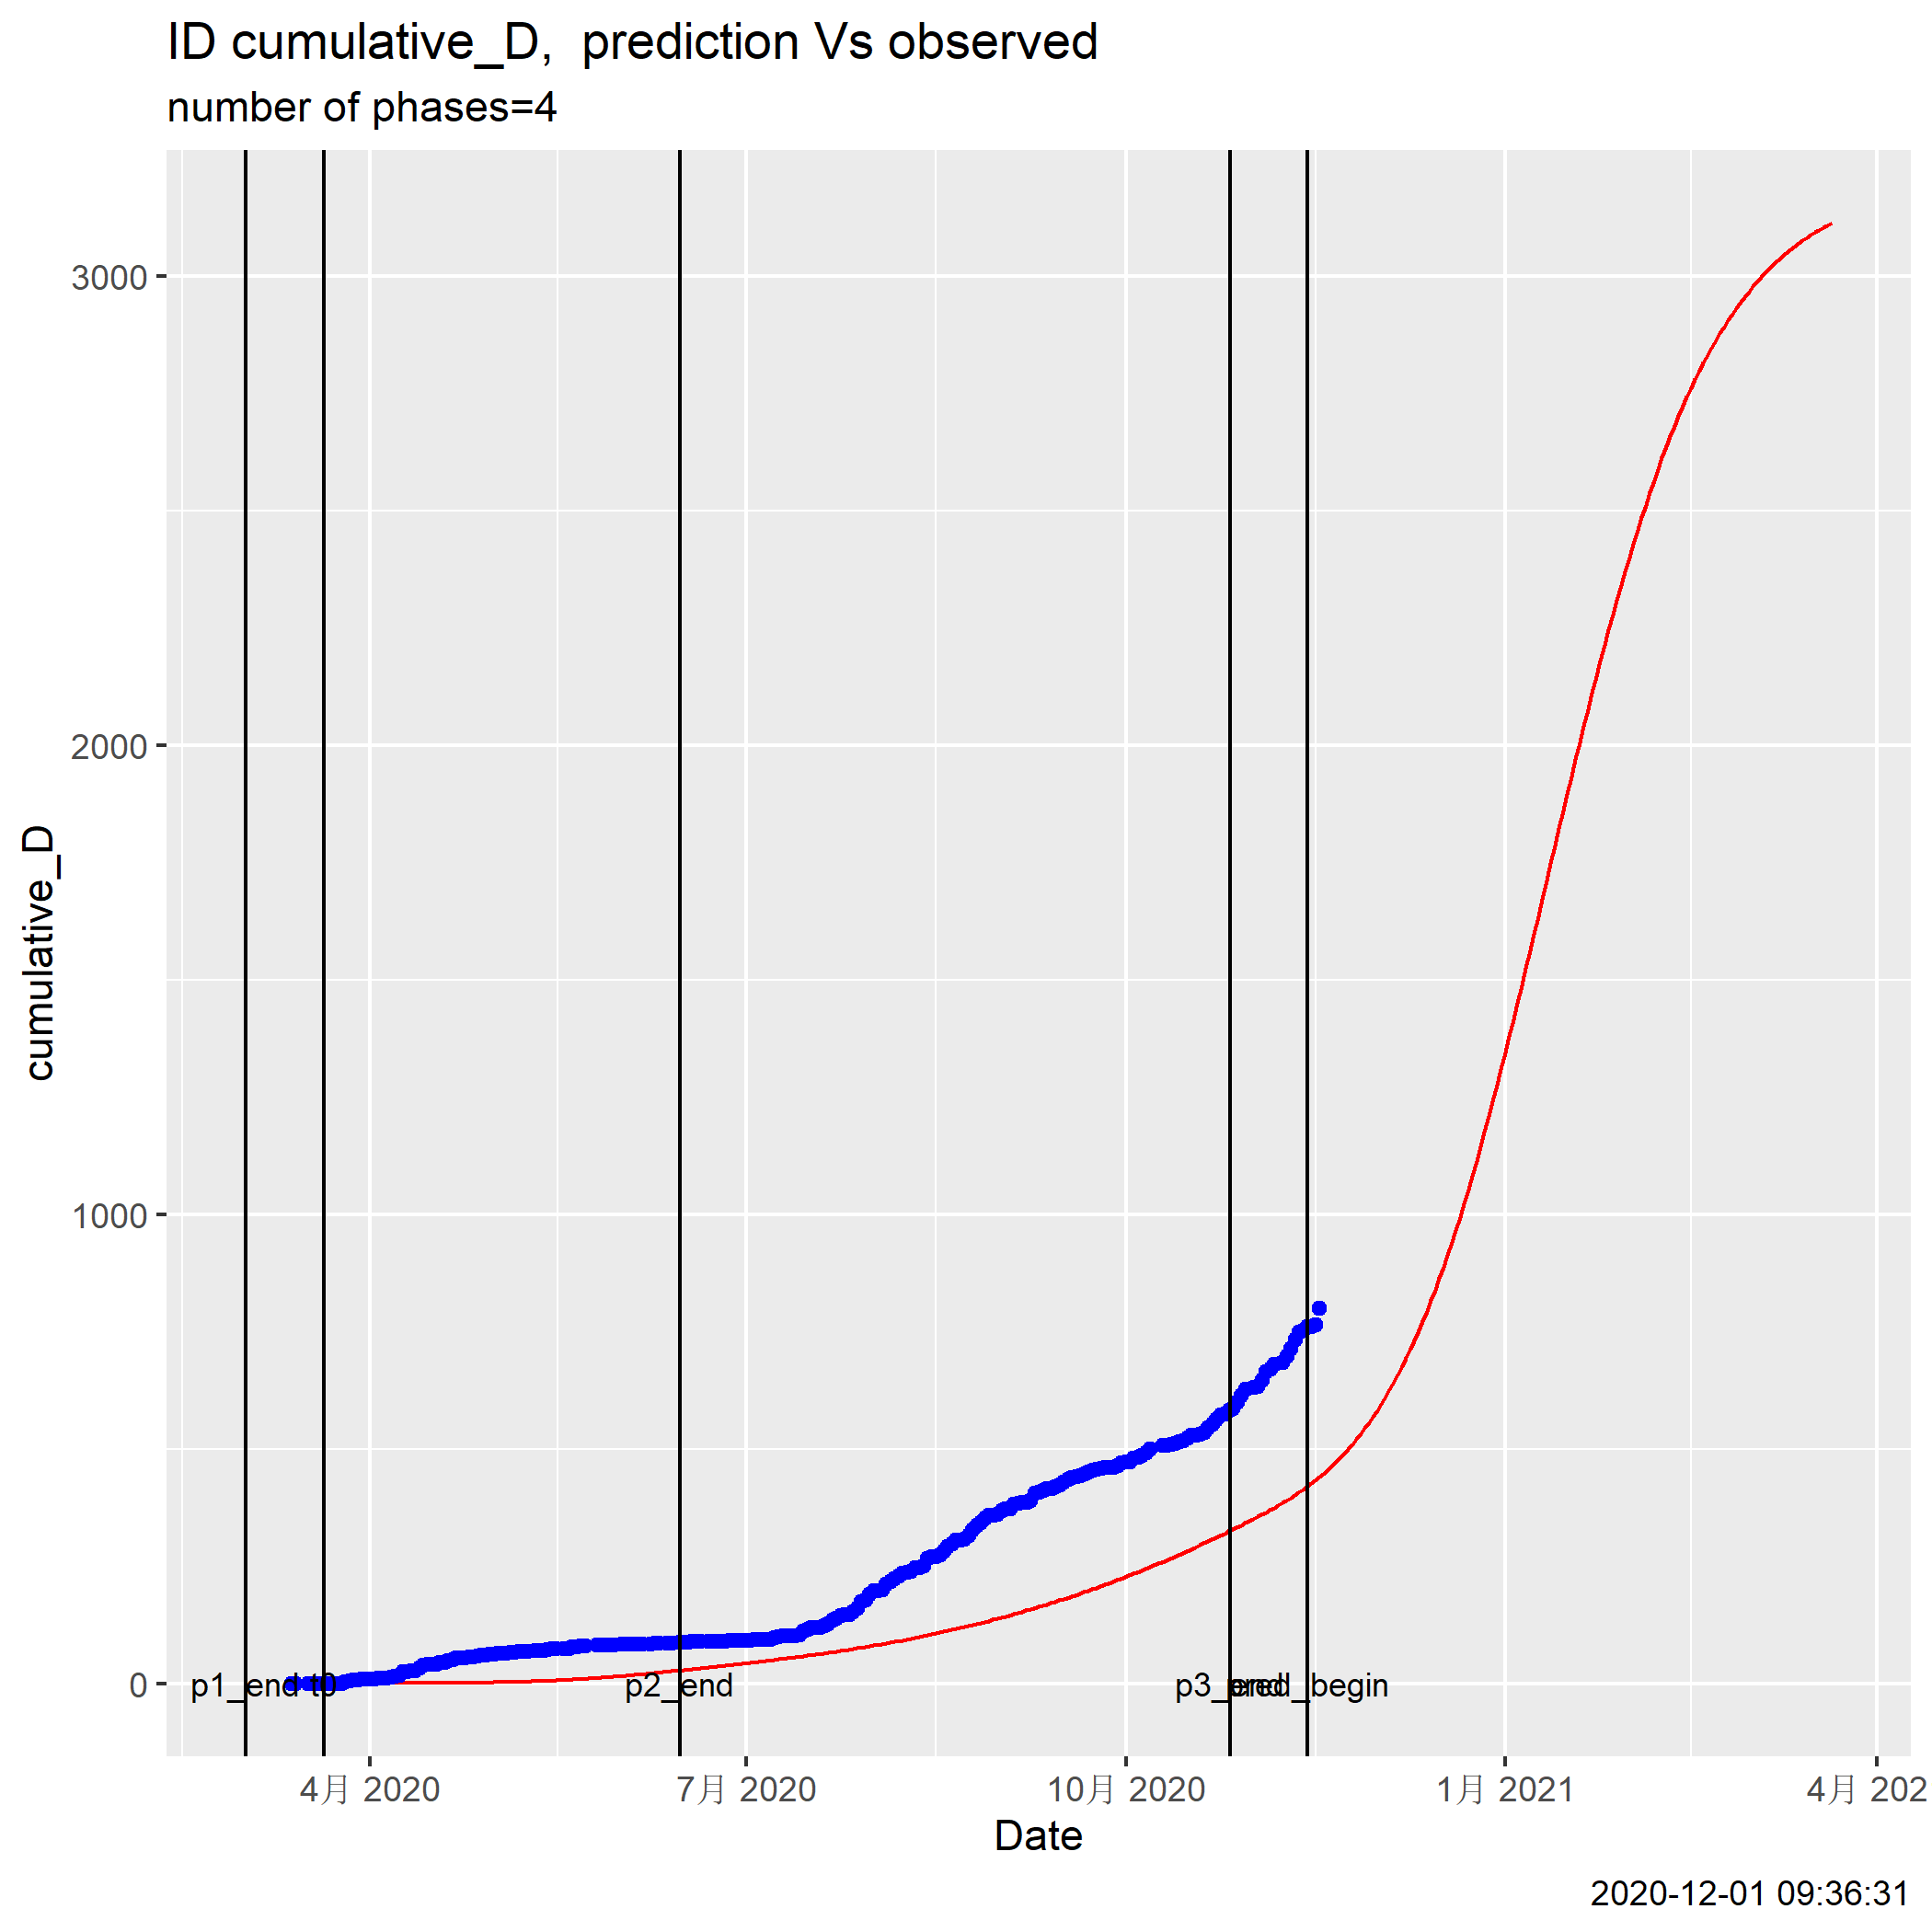 ID cumulative_D,  prediction Vs observed
number of phases=4
3000
2000
1000
0
cumulative_D
p1_end t0 p2_end p3_end pred_begin
4月 2020 7月 2020 10月 2020 1月 2021 4月 202
Date
2020-12-01 09:36:31